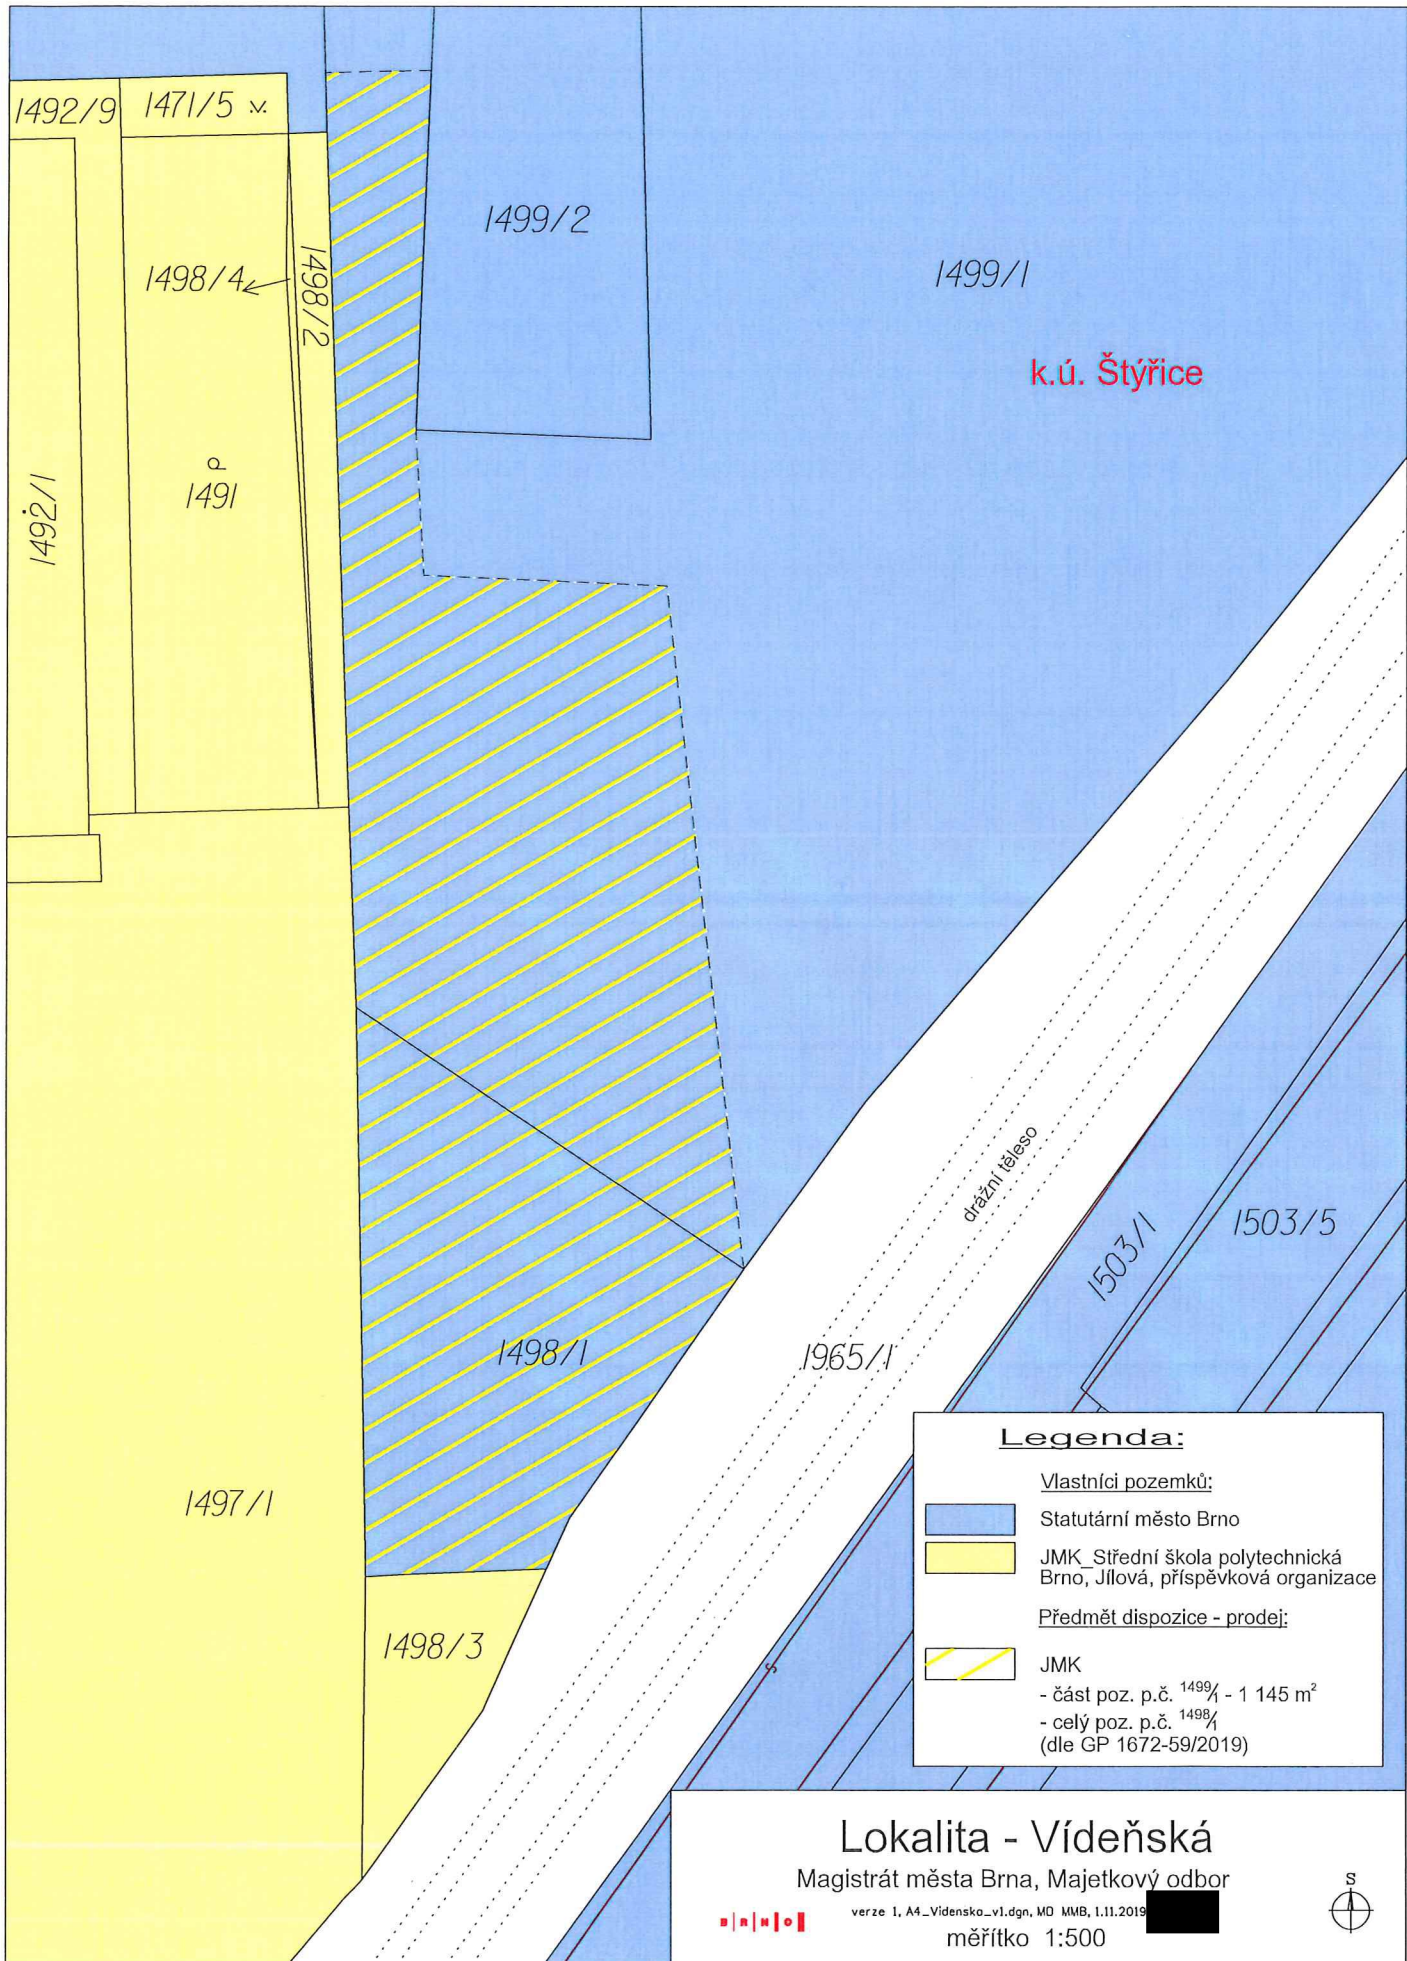 1492/9
1471/5
1499/2
1499/1
1498/4
1498/2
k.ú. Štýřice
1491
1492/1
drážní těleso
1503/1
1503/5
1498/1
1965/1
1497/1
1498/3
Legenda:
Vlastníci pozemků:
Statutární město Brno
JMK_Střední škola polytechnická
Brno, Jílová, příspěvková organizace
Předmět dispozice - prodej:
JMK
- část poz. p.č. 1499/1 - 1 145 m²
- celý poz. p.č. 1498/1
(dle GP 1672-59/2019)
Lokalita - Vídeňská
Magistrát města Brna, Majetkový odbor
verze 1, A4_Videnska_v1.dgn, MO MMB, 1.11.2019
B|R|N|O
měřítko 1:500
S